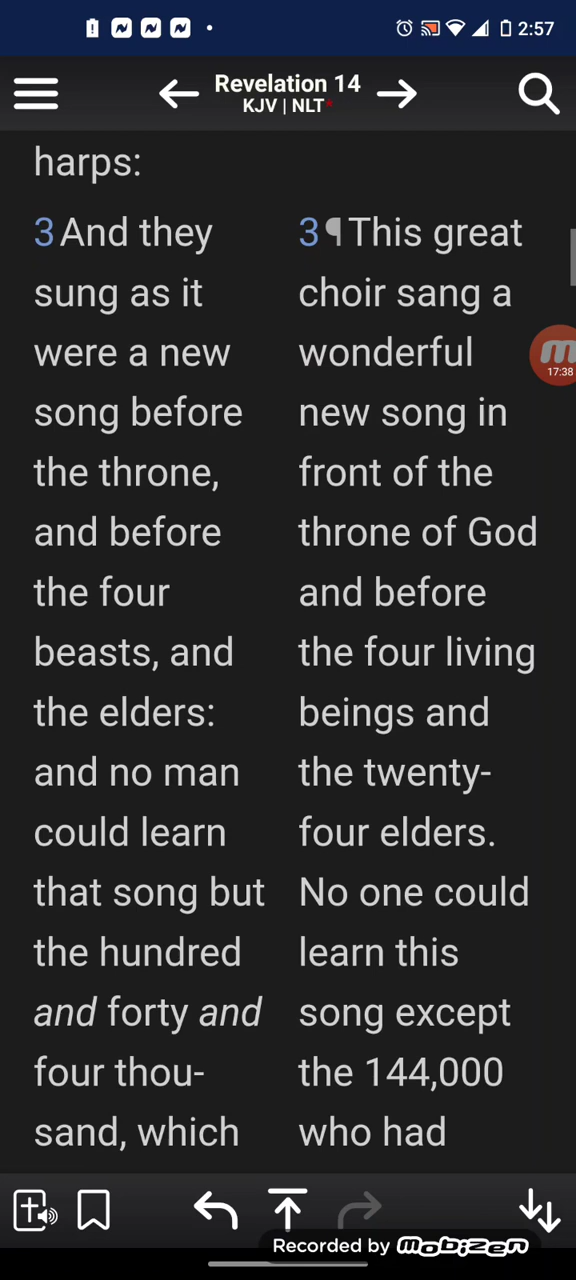 2:57
Revelation 14
KJV | NLT*
harps:
3 And they
sung as it
were a new
song before
the throne,
and before
the four
beasts, and
the elders:
and no man
could learn
that song but
the hundred
and forty and
four thou-
sand, which
3 ¶ This great
choir sang a
wonderful
new song in
front of the
throne of God
and before
the four living
beings and
the twenty-
four elders.
No one could
learn this
song except
the 144,000
who had
17:38
Recorded by mobizen